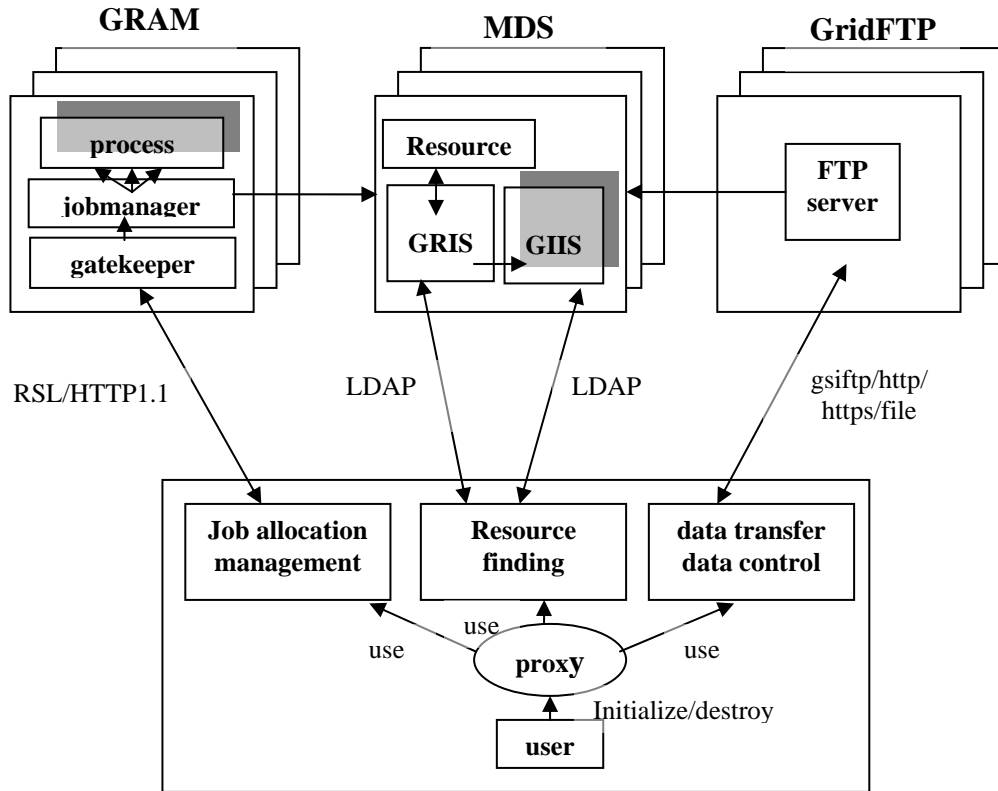 GRAM
MDS
GridFTP
process
jobmanager
gatekeeper
Resource
GRIS
GIIS
FTP
server
RSL/HTTP1.1
LDAP
LDAP
gsiftp/http/
https/file
Job allocation
management
Resource
finding
data transfer
data control
use
use
use
proxy
Initialize/destroy
user